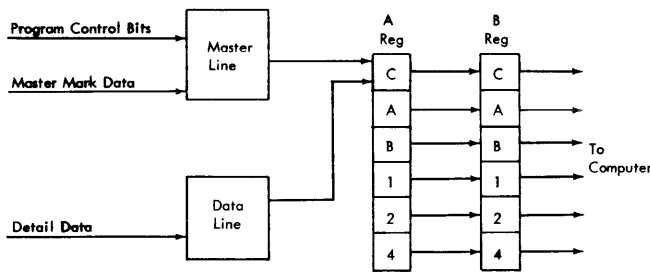 Program Control Bits
Master Mark Data
Master
Line
Detail Data
Data
Line
A
Reg
C
A
B
1
2
4
B
Reg
C
A
B
1
2
4
To
Computer